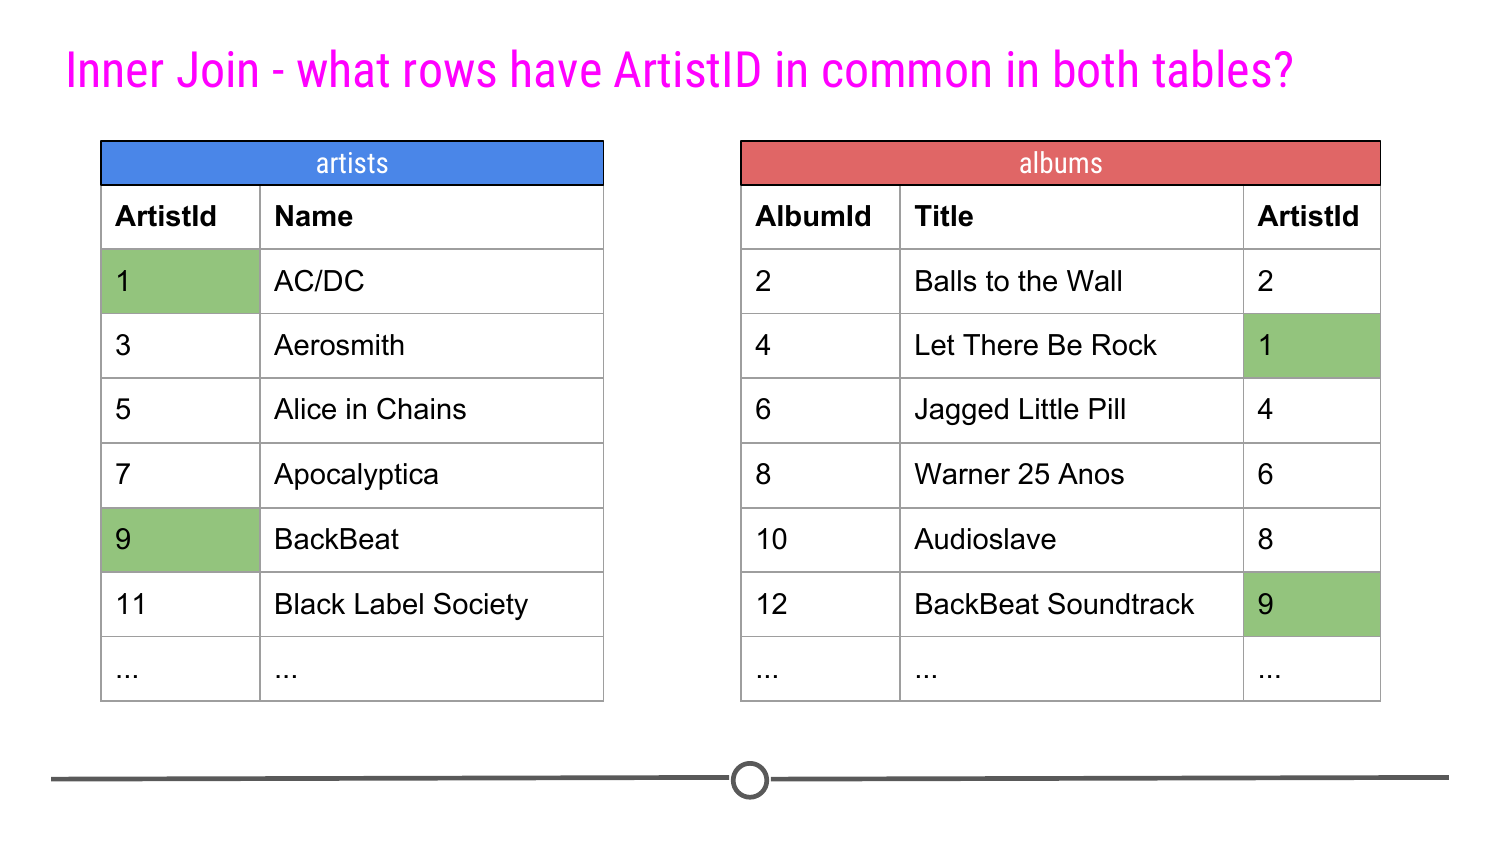 Inner Join - what rows have ArtistID in common in both tables?
artists
ArtistId Name
1 AC/DC
3 Aerosmith
5 Alice in Chains
7 Apocalyptica
9 BackBeat
11 Black Label Society
... ...
albums
AlbumId Title ArtistId
2 Balls to the Wall 2
4 Let There Be Rock 1
6 Jagged Little Pill 4
8 Warner 25 Anos 6
10 Audioslave 8
12 BackBeat Soundtrack 9
... ... ...